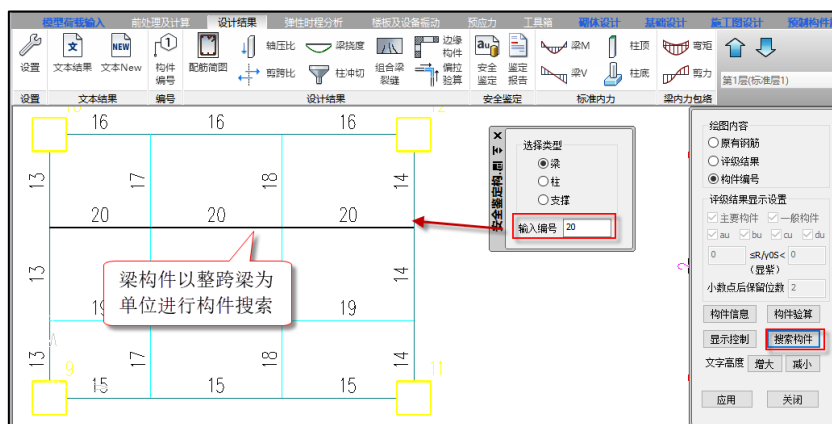 模型荷载输入 前处理及计算 设计结果 弹性时程分析 楼板及设备振动 预应力 工具箱 砌体设计 基础设计 施工图设计 预制构件
设置 文本结果 文本New 构件编号 配筋简图 轴压比 剪跨比 梁挠度 柱冲切 组合梁裂缝 边缘构件 偏拉验算 安全鉴定 鉴定报告 梁M 梁V 柱顶 柱底 弯矩 剪力
第1层(标准层1)
设置 文本结果 编号 设计结果 安全鉴定 标准内力 梁内力包络
16 16 16
13 17 18 14
20 20 20
13 14
19 19
13 17 18 14
9 11
15 15 15
梁构件以整跨梁为
单位进行构件搜索
安全鉴定构.
选择类型
梁
柱
支撑
输入编号 20
绘图内容
原有钢筋
评级结果
构件编号
评级结果显示设置
主要构件 一般构件
au bu cu du
0 ≤R/γ0S< 0
(显紫)
小数点后保留位数 2
构件信息 构件验算
显示控制 搜索构件
文字高度 增大 减小
应用 关闭